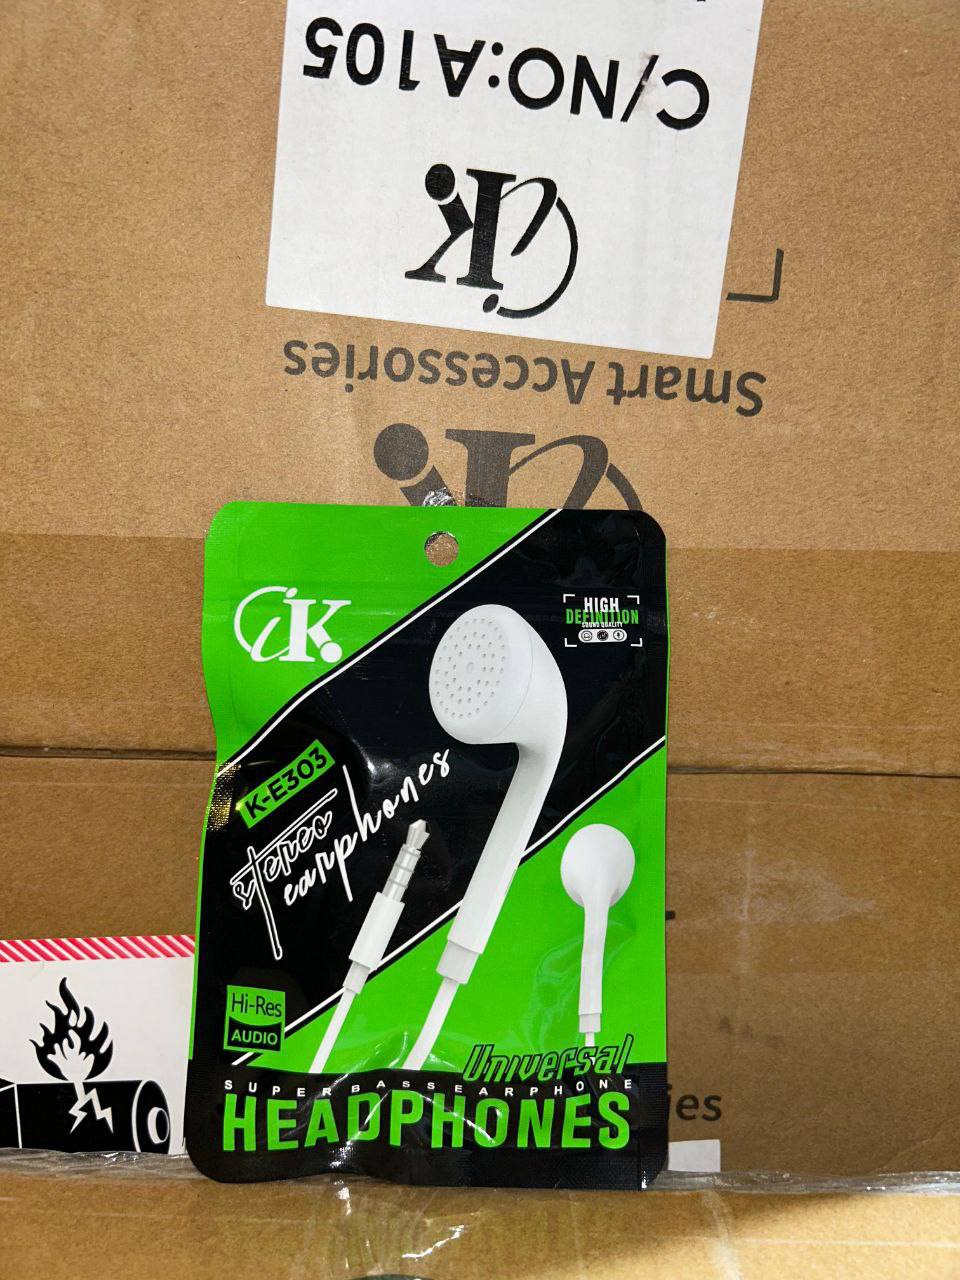 C/NO:A105
iK
Smart Accessories
iK
HIGH
DEFINITION
SOUND QUALITY
K-E303
stereo
earphones
Hi-Res
AUDIO
Universal
SUPER BASS EARPHONE
HEADPHONES
ies